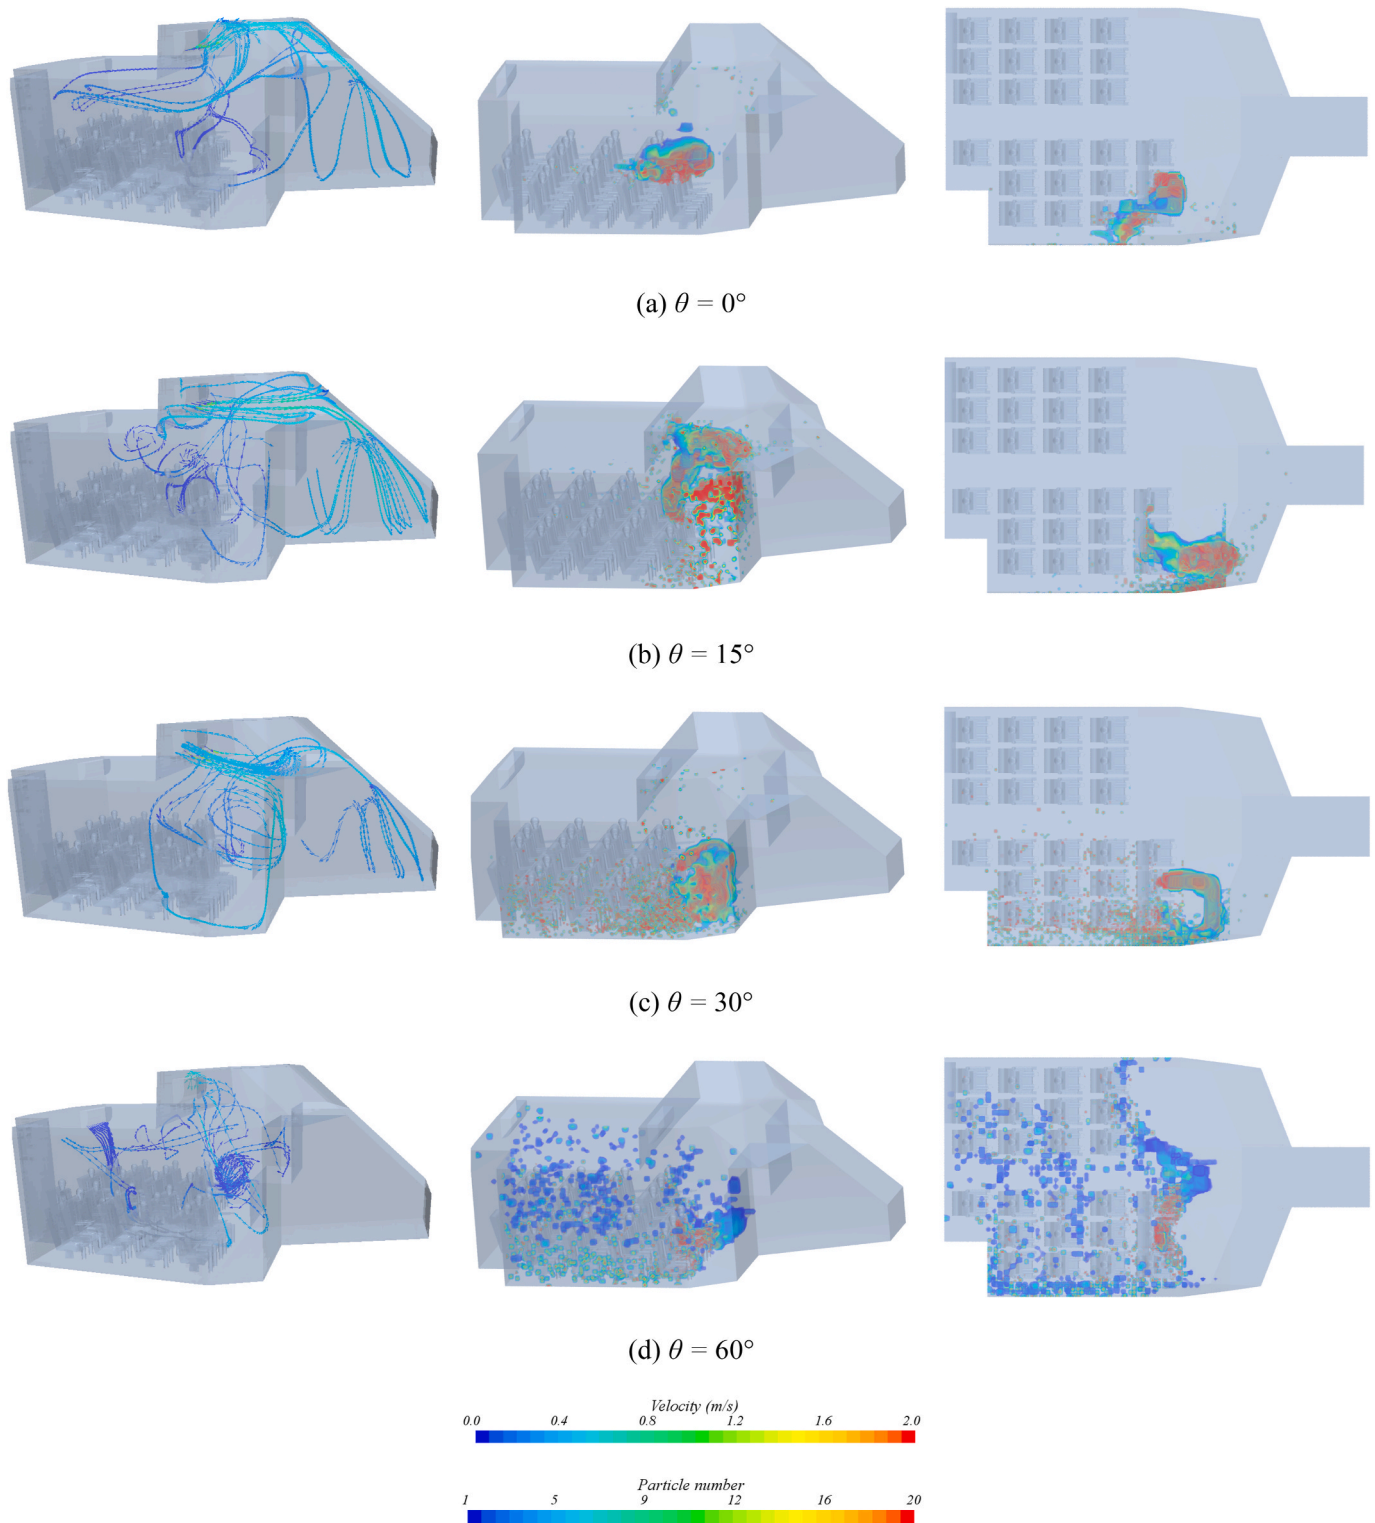 (a) θ = 0°
(b) θ = 15°
(c) θ = 30°
(d) θ = 60°
Velocity (m/s)
0.0 0.4 0.8 1.2 1.6 2.0
Particle number
1 5 9 12 16 20